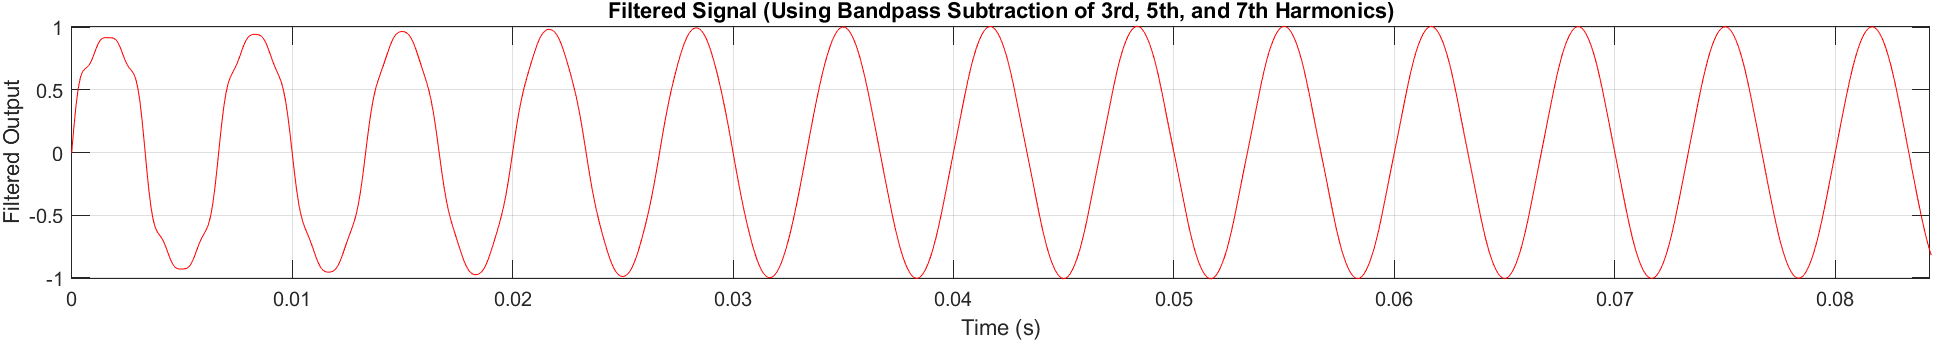 Filtered Signal (Using Bandpass Subtraction of 3rd, 5th, and 7th Harmonics)
Filtered Output
1
0.5
0
-0.5
-1
0 0.01 0.02 0.03 0.04 0.05 0.06 0.07 0.08
Time (s)